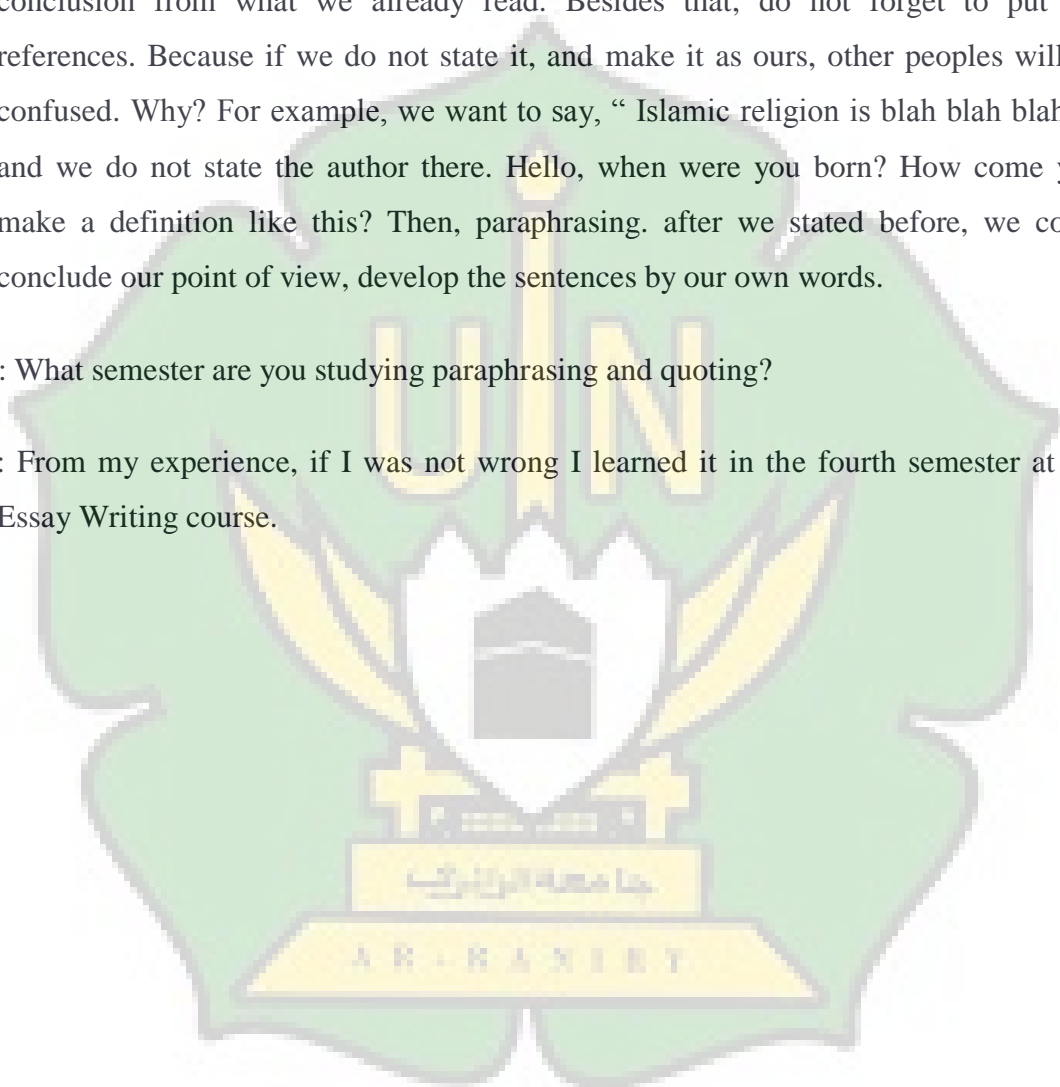 conclusion from what we already read. Besides that, do not forget to put
references. Because if we do not state it, and make it as ours, other peoples will
confused. Why? For example, we want to say, “ Islamic religion is blah blah blah
and we do not state the author there. Hello, when were you born? How come
make a definition like this? Then, paraphrasing. after we stated before, we
conclude our point of view, develop the sentences by our own words.
: What semester are you studying paraphrasing and quoting?
: From my experience, if I was not wrong I learned it in the fourth semester at
Essay Writing course.
UIN
جامعة الرانيري
AR-RANIRY